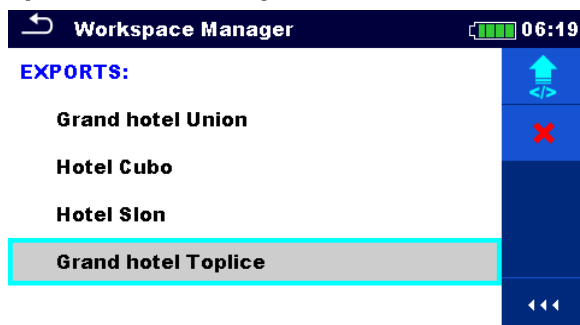 Workspace Manager 06:19
EXPORTS:
</>
Grand hotel Union
Hotel Cubo
Hotel Slon
Grand hotel Toplice